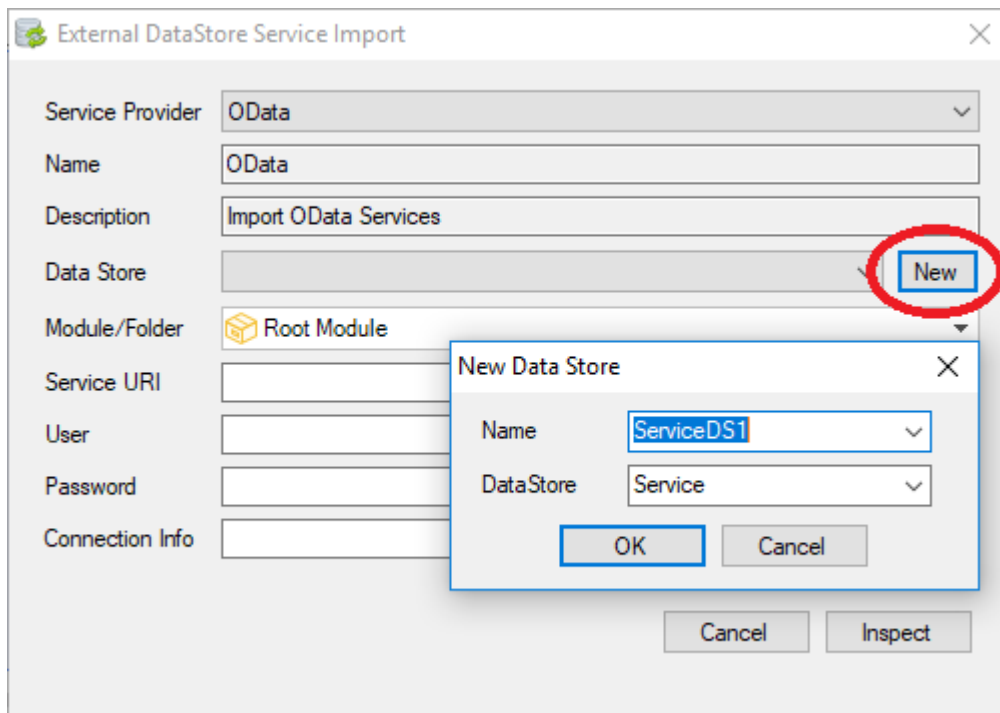 External DataStore Service Import
Service Provider OData
Name OData
Description Import OData Services
Data Store New
Module/Folder Root Module
Service URI
User
Password
Connection Info
New Data Store
Name ServiceDS1
DataStore Service
OK Cancel
Cancel Inspect